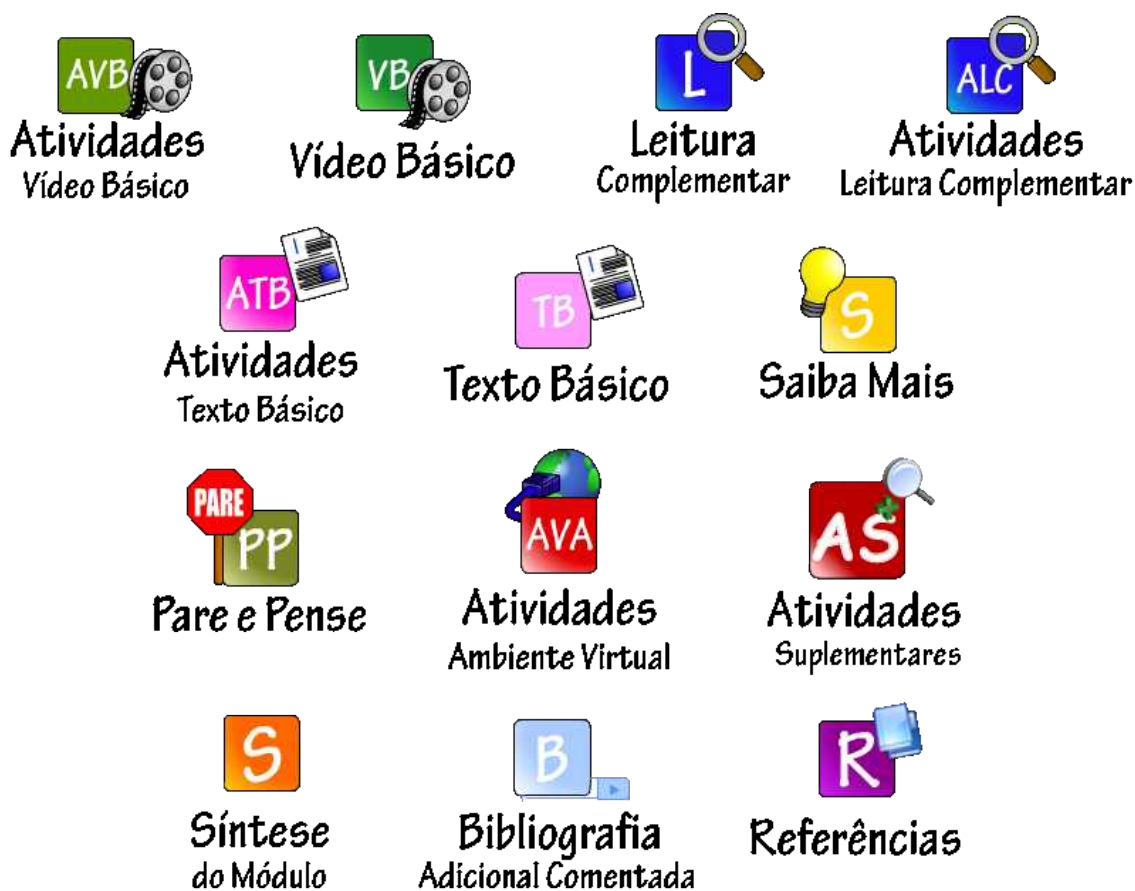 AVB
Atividades
Vídeo Básico
VB
Vídeo Básico
L
Leitura
Complementar
ALC
Atividades
Leitura Complementar
ATB
Atividades
Texto Básico
TB
Texto Básico
S
Saiba Mais
PARE
PP
Pare e Pense
AVA
Atividades
Ambiente Virtual
AS
Atividades
Suplementares
S
Síntese
do Módulo
B
Bibliografia
Adicional Comentada
R
Referências